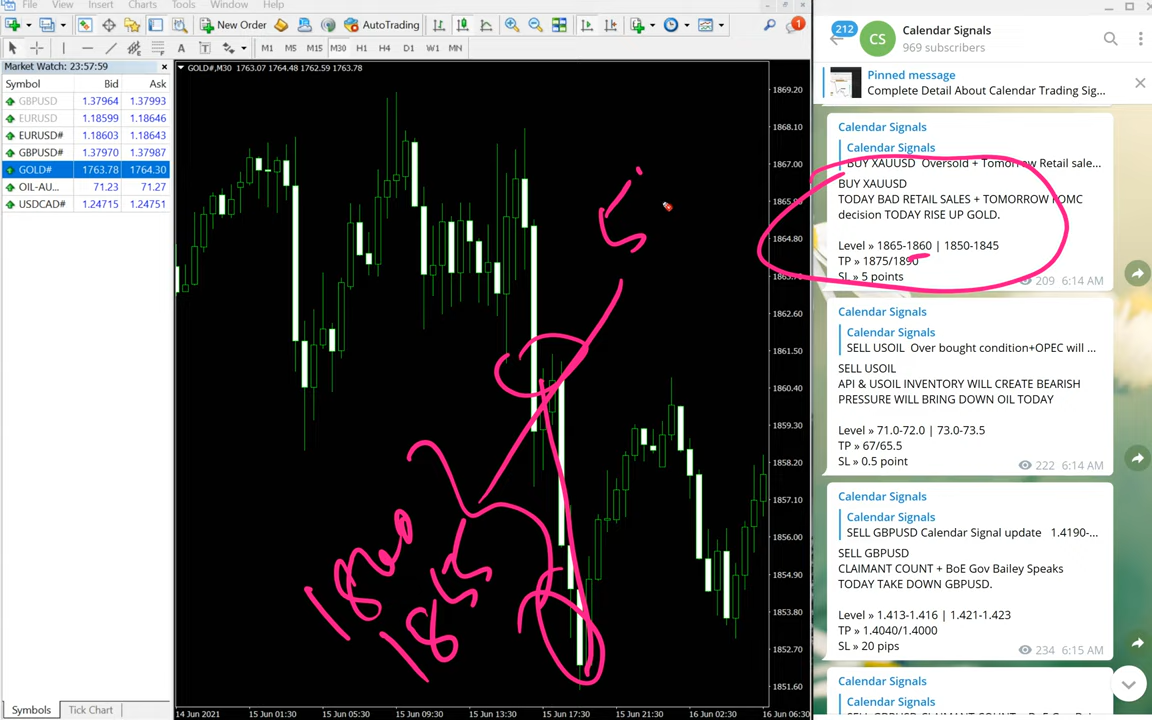 File View Insert Charts Tools Window Help
New Order AutoTrading 1
A T M1 M5 M15 M30 H1 H4 D1 W1 MN
Market Watch: 23:57:59
Symbol Bid Ask
GBPUSD 1.37964 1.37993
EURUSD 1.18599 1.18646
EURUSD# 1.18603 1.18643
GBPUSD# 1.37970 1.37987
GOLD# 1763.78 1764.30
OIL-AU... 71.23 71.27
USDCAD# 1.24715 1.24751
Symbols Tick Chart
GOLD#,M30 1763.07 1764.48 1762.59 1763.78
1869.20
1868.10
1867.00
1864.80
1862.60
1861.50
1860.40
1859.30
1858.20
1857.10
1856.00
1854.90
1853.80
1852.70
1851.60
14 Jun 2021 15 Jun 01:30 15 Jun 05:30 15 Jun 09:30 15 Jun 13:30 15 Jun 17:30 15 Jun 21:30 16 Jun 02:30 16 Jun 06:30
1860
1855
212
CS
Calendar Signals
969 subscribers
Pinned message
Complete Detail About Calendar Trading Sig...
Calendar Signals
Calendar Signals
BUY XAUUSD Oversold + Tomorrow Retail sale...
BUY XAUUSD
TODAY BAD RETAIL SALES + TOMORROW FOMC
decision TODAY RISE UP GOLD.
Level » 1865-1860 | 1850-1845
TP » 1875/1890
SL » 5 points
209 6:14 AM
Calendar Signals
Calendar Signals
SELL USOIL Over bought condition+OPEC will ...
SELL USOIL
API & USOIL INVENTORY WILL CREATE BEARISH
PRESSURE WILL BRING DOWN OIL TODAY
Level » 71.0-72.0 | 73.0-73.5
TP » 67/65.5
SL » 0.5 point
222 6:14 AM
Calendar Signals
Calendar Signals
SELL GBPUSD Calendar Signal update 1.4190-...
SELL GBPUSD
CLAIMANT COUNT + BoE Gov Bailey Speaks
TODAY TAKE DOWN GBPUSD.
Level » 1.413-1.416 | 1.421-1.423
TP » 1.4040/1.4000
SL » 20 pips
234 6:15 AM
Calendar Signals
Calendar Signals